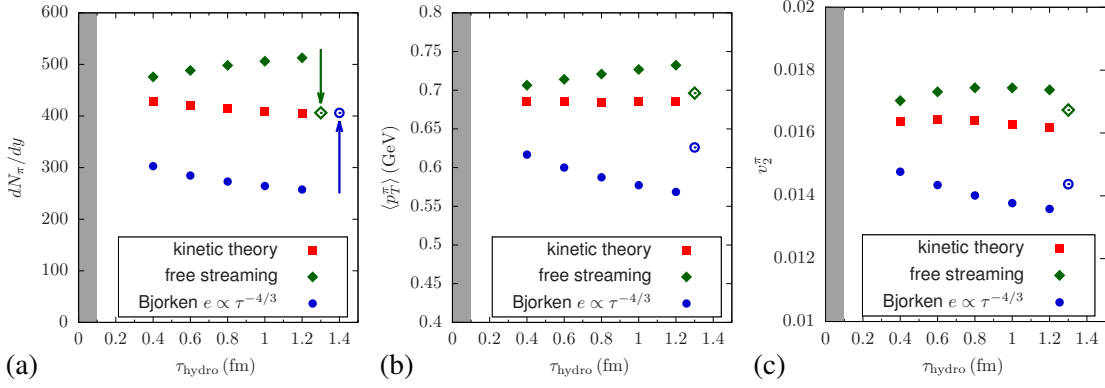 600
500
400
300
200
100
0
dN_π/dy
0 0.2 0.4 0.6 0.8 1 1.2 1.4
τ_hydro (fm)
kinetic theory
free streaming
Bjorken e ∝ τ^{-4/3}
(a)
0.8
0.75
0.7
0.65
0.6
0.55
0.5
0.45
0.4
⟨p_T^π⟩ (GeV)
0 0.2 0.4 0.6 0.8 1 1.2 1.4
τ_hydro (fm)
kinetic theory
free streaming
Bjorken e ∝ τ^{-4/3}
(b)
0.02
0.018
0.016
0.014
0.012
0.01
v_2^π
0 0.2 0.4 0.6 0.8 1 1.2 1.4
τ_hydro (fm)
kinetic theory
free streaming
Bjorken e ∝ τ^{-4/3}
(c)